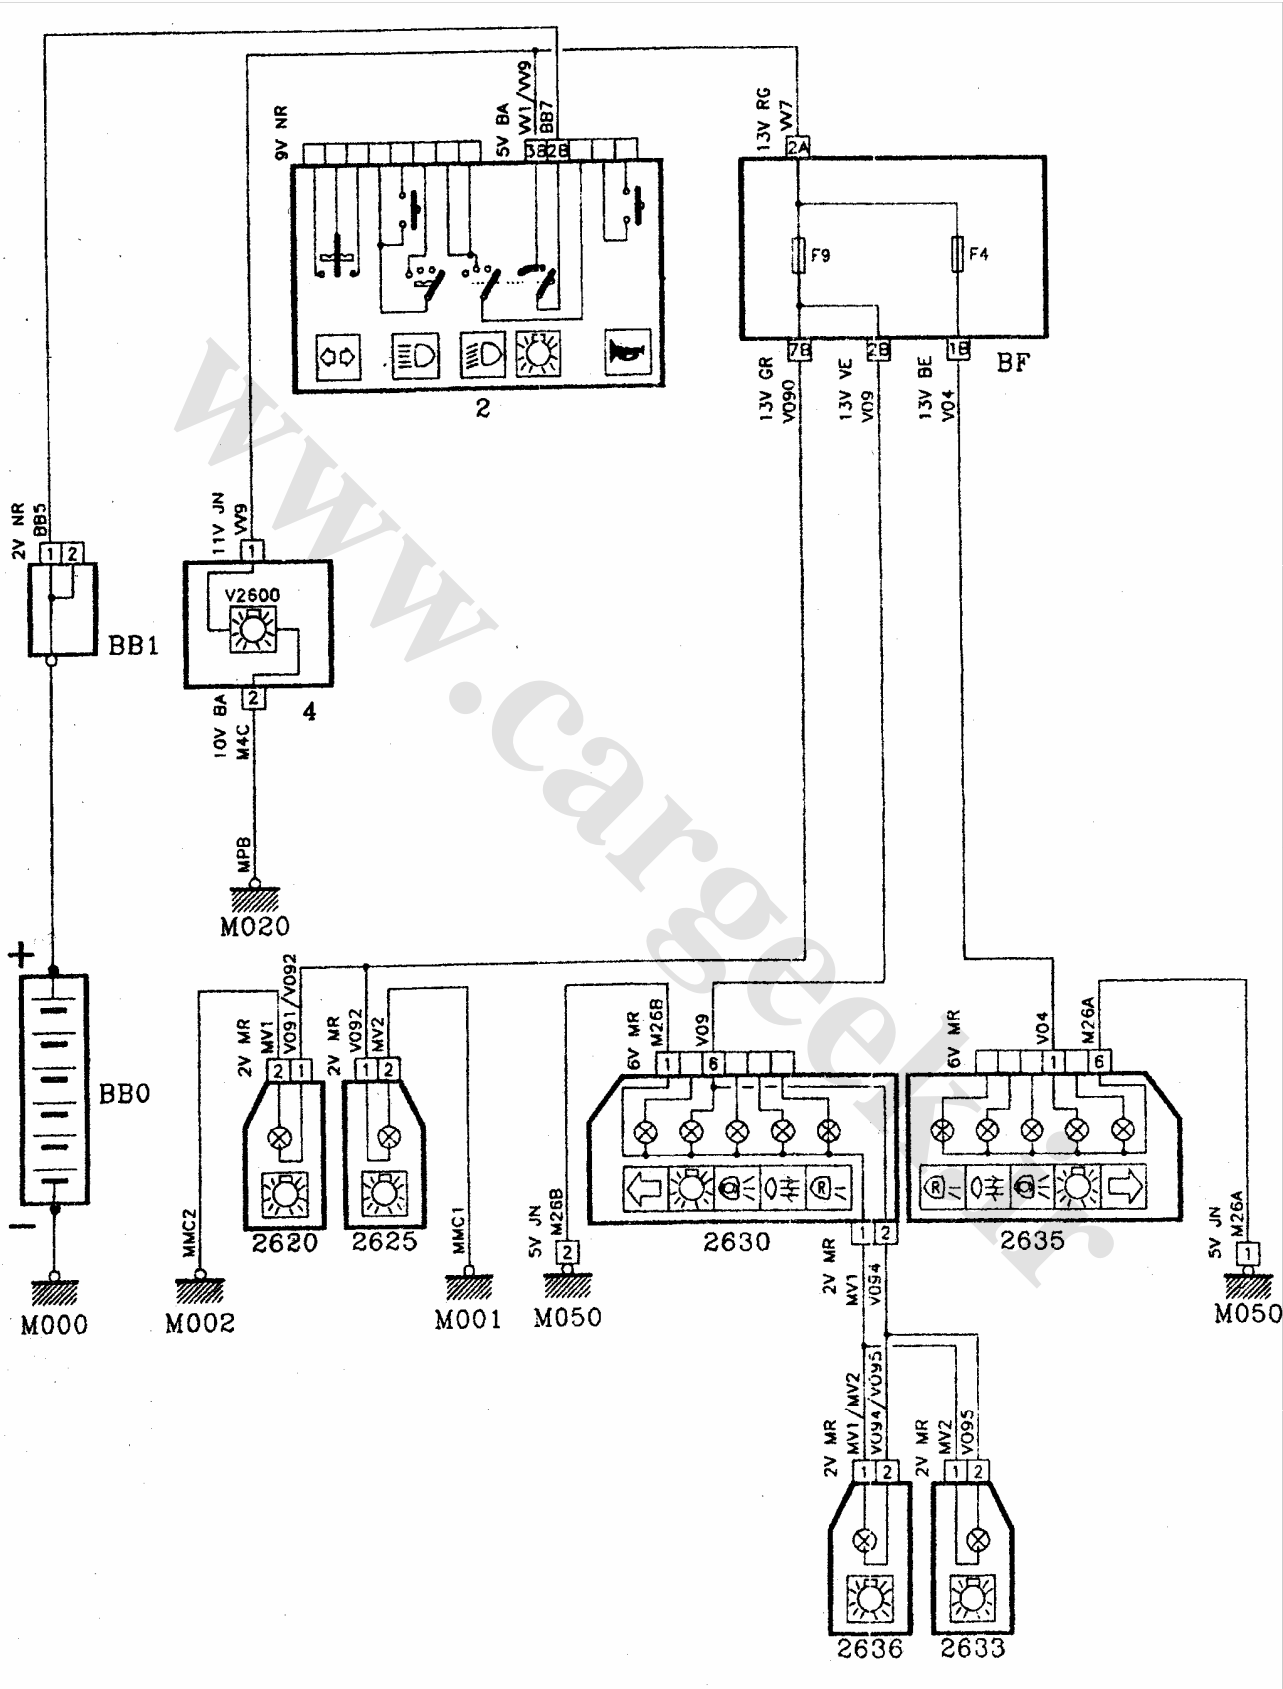 9V NR
5V BA
VV1/VV9
BB7
3B 2B
13V RG
VV7
2A
F9
F4
7B
2B
1B
BF
13V GR
V090
13V VE
V09
13V BE
V04
2
2V NR
BB5
1 2
BB1
11V JN
VV9
1
V2600
2
4
10V BA
M4C
MPB
M020
+
BB0
-
M000
MMC2
M002
2V MR
MV1
V091/V092
2 1
2620
2V MR
V092
MV2
1 2
2625
MMC1
M001
6V MR
M26B
V09
1 6
R
2630
5V JN
M26B
2
M050
6V MR
V04
M26A
1 6
R
2635
5V JN
M26A
1
M050
1 2
2V MR
MV1
V094
2V MR
MV1/MV2
V094/V095
1 2
2636
2V MR
MV2
V095
1 2
2633
www.cargeek.ir